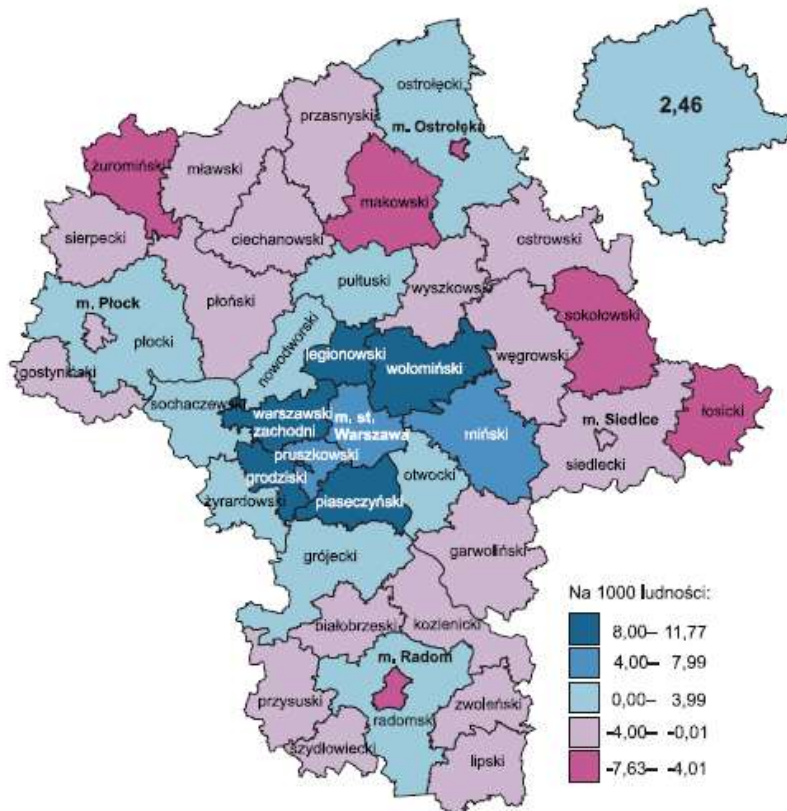 ostrołęcki
przasnyski
m. Ostrołęka
2,46
żuromiński
mławski
makowski
sierpecki
ciechanowski
ostrowski
m. Płock
płoński
pułtuski
wyszkowski
sokołowski
płocki
nowodworski
legionowski
wołomiński
węgrowski
gostyniński
sochaczewski
warszawski
zachodni
m. st.
Warszawa
miński
m. Siedlce
łosicki
pruszkowski
siedlecki
grodziski
otwocki
żyrardowski
piaseczyński
grójecki
garwoliński
Na 1000 ludności:
8,00– 11,77
białobrzeski
kozienicki
4,00– 7,99
m. Radom
0,00– 3,99
przysuski
zwoleński
radomski
-4,00– -0,01
szydłowiecki
lipski
-7,63– -4,01